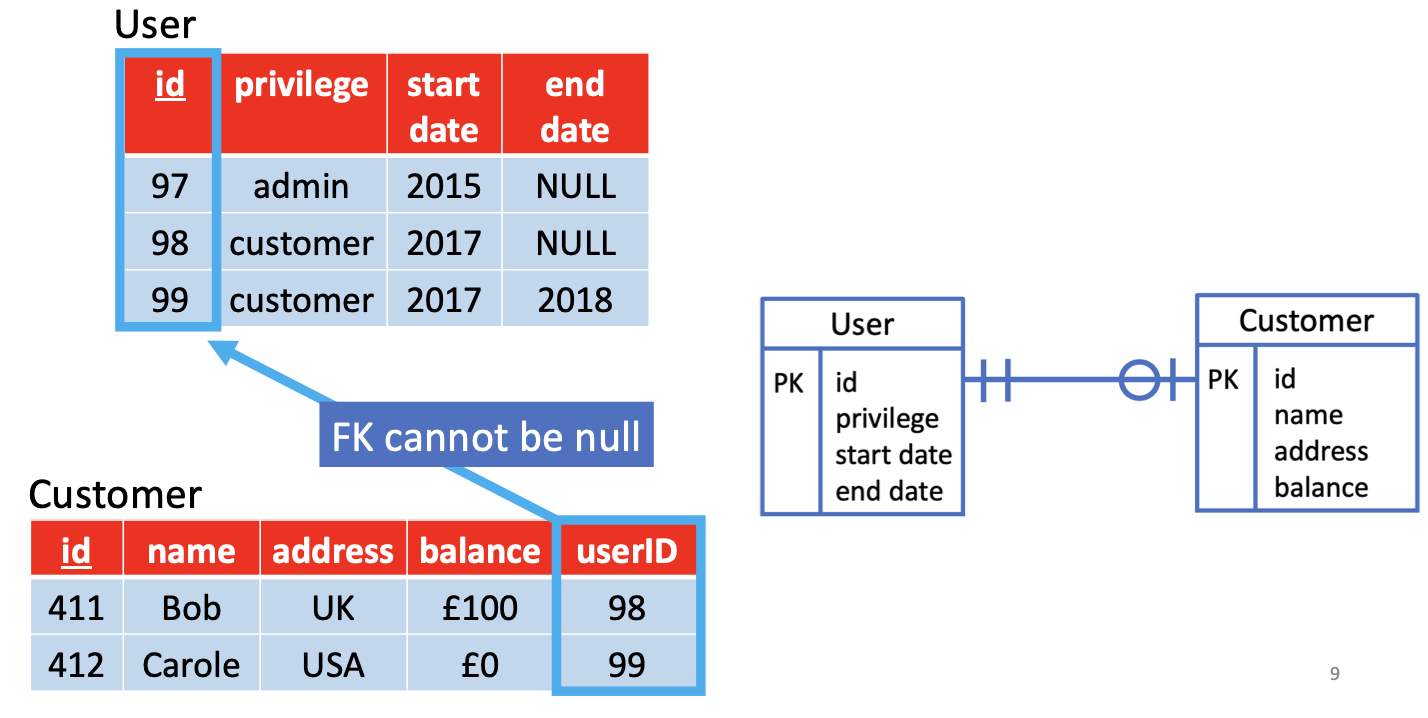 User
id privilege start date end date
97 admin 2015 NULL
98 customer 2017 NULL
99 customer 2017 2018
FK cannot be null
Customer
id name address balance userID
411 Bob UK £100 98
412 Carole USA £0 99
User
PK id
privilege
start date
end date
Customer
PK id
name
address
balance
9